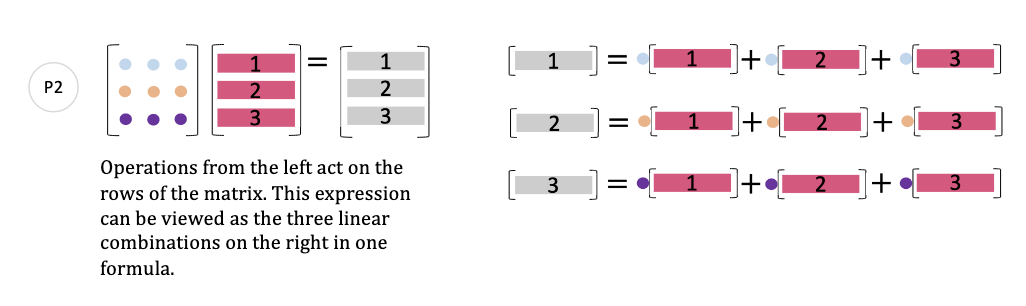 P2
1
2
3
1
2
3
=
1 = 1 + 2 + 3
2 = 1 + 2 + 3
3 = 1 + 2 + 3
Operations from the left act on the
rows of the matrix. This expression
can be viewed as the three linear
combinations on the right in one
formula.